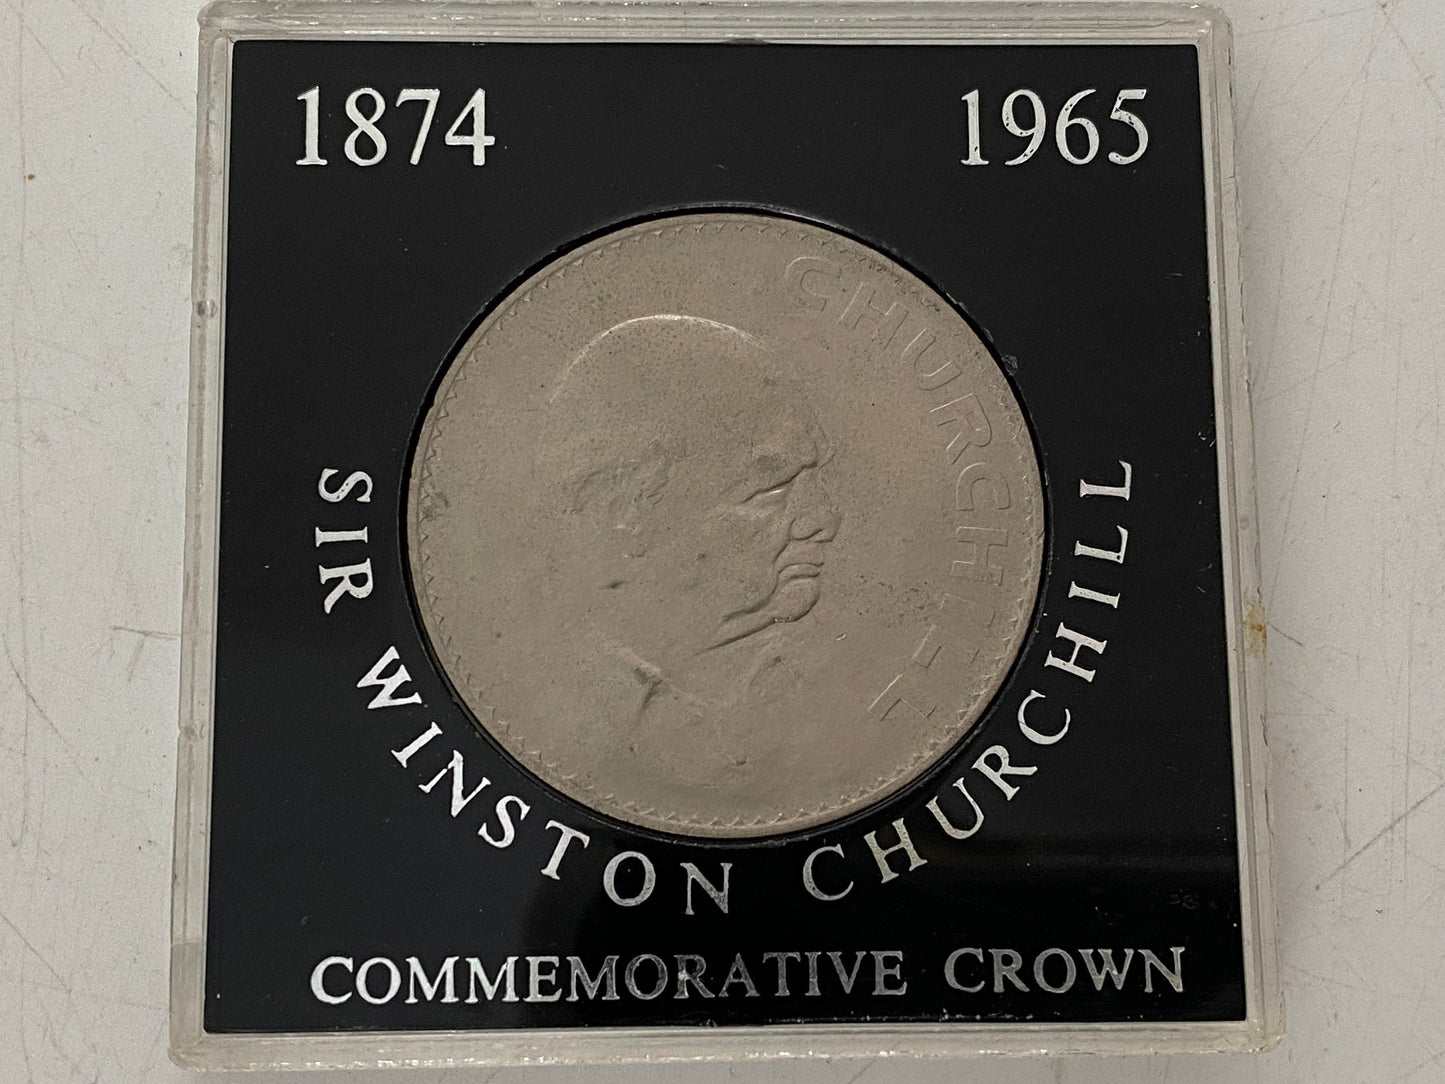 1874 1965
CHURCHILL
SIR WINSTON CHURCHILL
COMMEMORATIVE CROWN